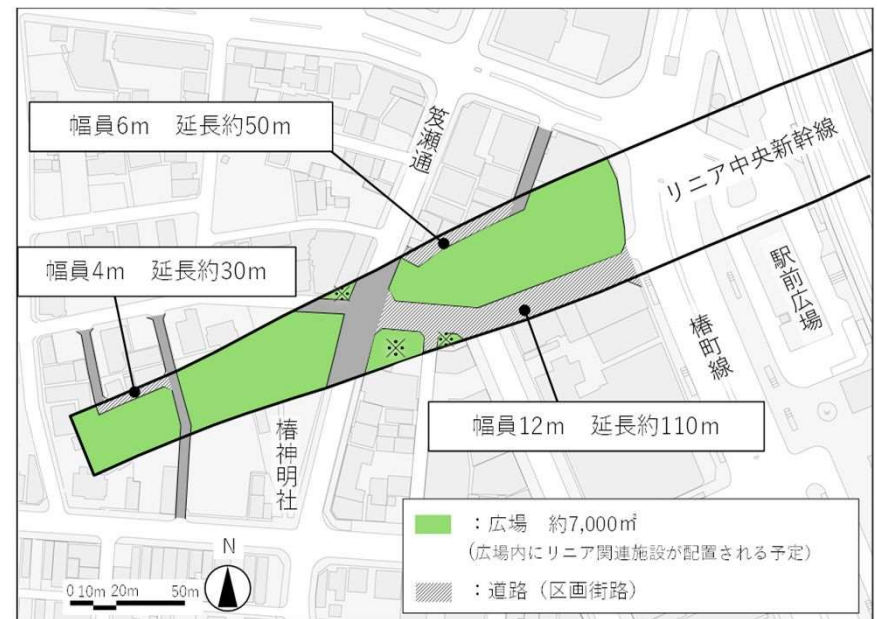 幅員6m　延長約50m
笈瀬通
リニア中央新幹線
幅員4m　延長約30m
駅前広場
椿町線
※
※
※
幅員12m　延長約110m
椿神明社
：広場　約7,000㎡
(広場内にリニア関連施設が配置される予定)
：道路（区画街路）
N
0 10m 20m 50m